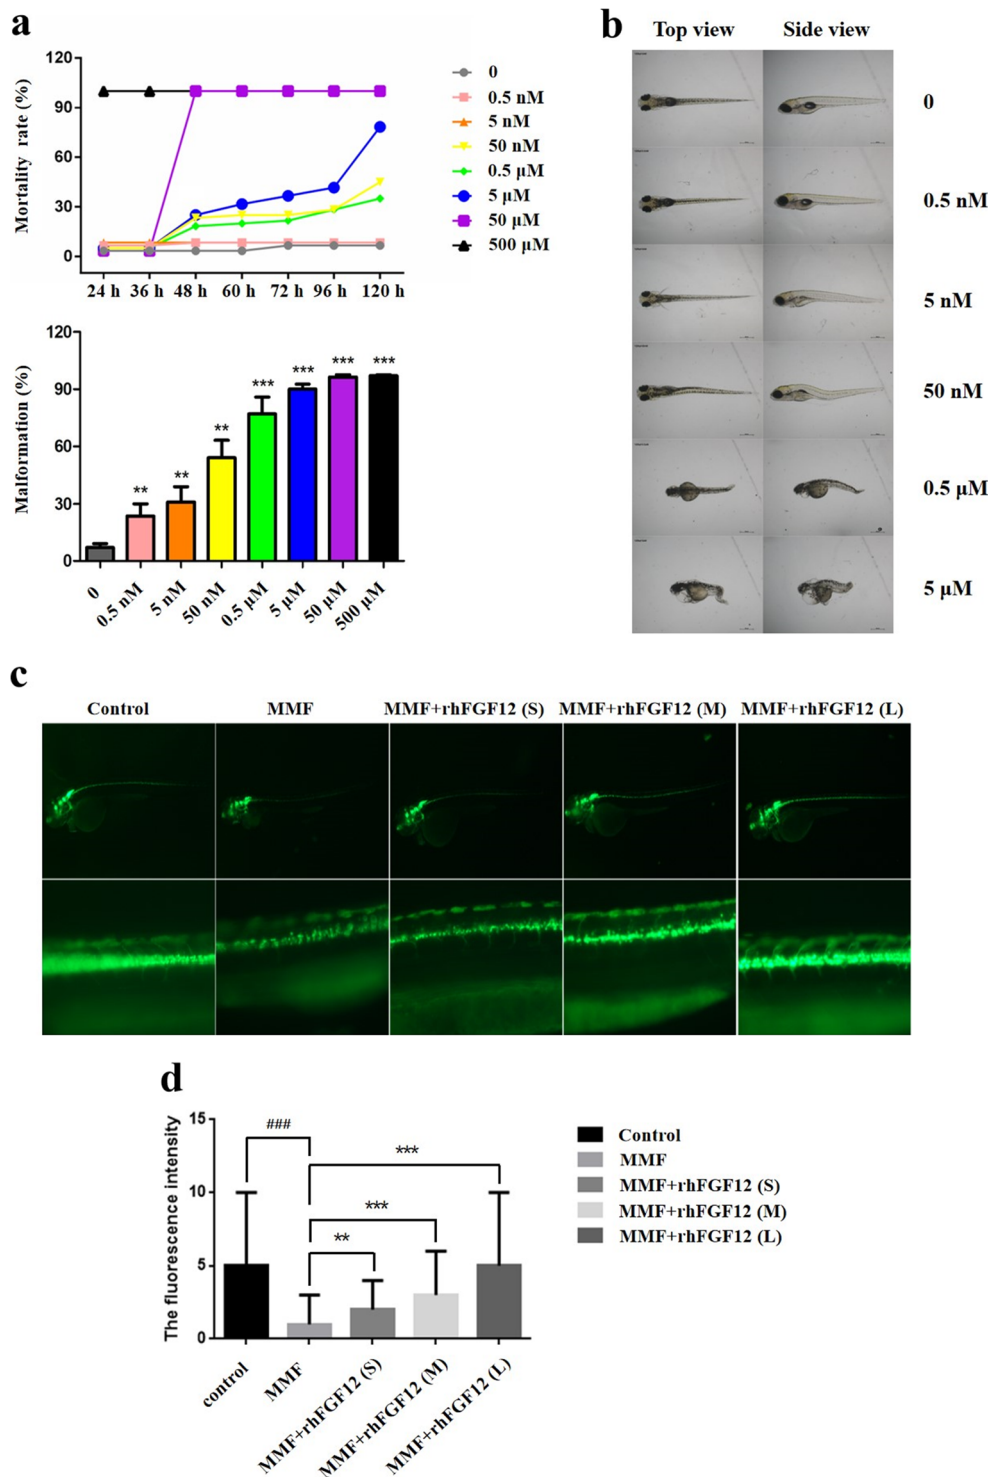 a
Mortality rate (%)
120
90
60
30
0
24 h 36 h 48 h 60 h 72 h 96 h 120 h
0
0.5 nM
5 nM
50 nM
0.5 μM
5 μM
50 μM
500 μM
Malformation (%)
120
90
60
30
0
** ** ** *** *** *** ***
0 0.5 nM 5 nM 50 nM 0.5 μM 5 μM 50 μM 500 μM
b
Top view Side view
0
0.5 nM
5 nM
50 nM
0.5 μM
5 μM
c
Control MMF MMF+rhFGF12 (S) MMF+rhFGF12 (M) MMF+rhFGF12 (L)
d
The fluorescence intensity
15
10
5
0
###
***
***
**
control MMF MMF+rhFGF12 (S) MMF+rhFGF12 (M) MMF+rhFGF12 (L)
Control
MMF
MMF+rhFGF12 (S)
MMF+rhFGF12 (M)
MMF+rhFGF12 (L)